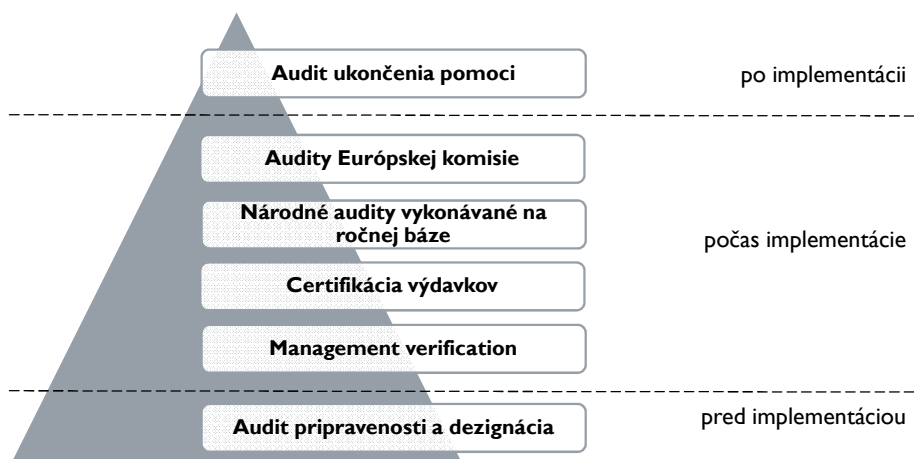 Audit ukončenia pomoci
po implementácii
Audity Európskej komisie
Národné audity vykonávané na
ročnej báze
počas implementácie
Certifikácia výdavkov
Management verification
Audit pripravenosti a dezignácia
pred implementáciou